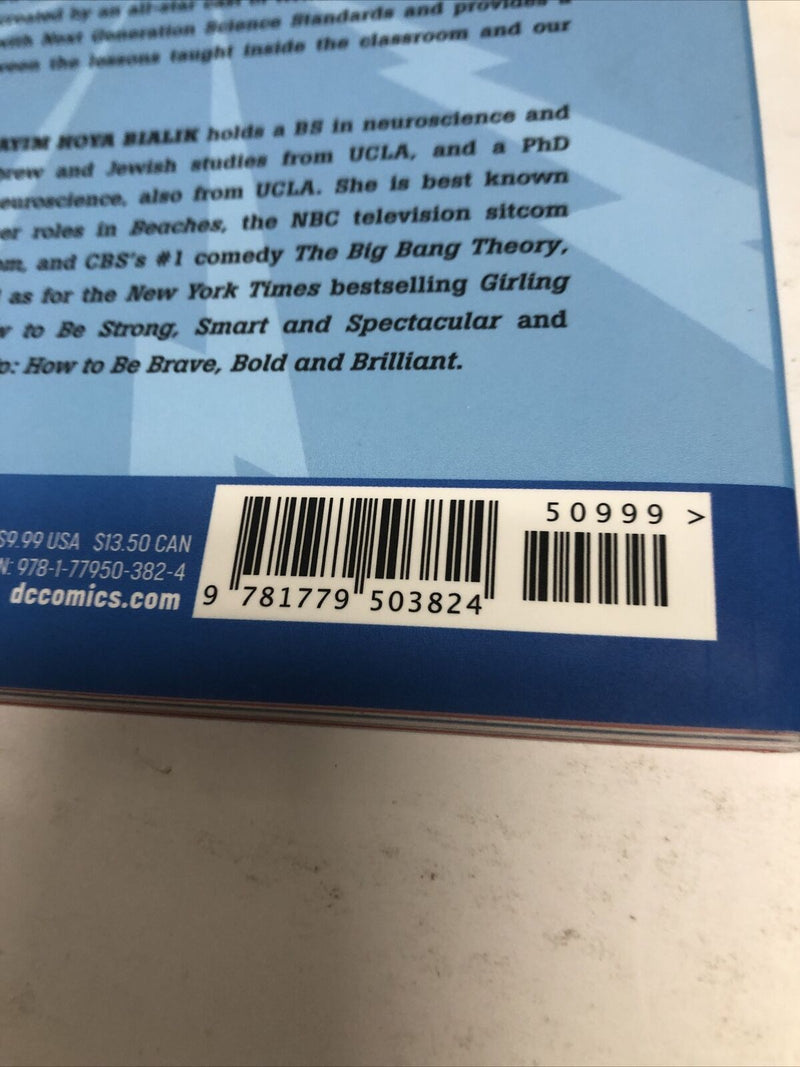 created by an all-star
with Next Generation Science Standards and provides a
the lessons taught inside the classroom and our
AYIM HOYA BIALIK holds a BS in neuroscience and
brew and Jewish studies from UCLA, and a PhD
euroscience, also from UCLA. She is best known
er roles in Beaches, the NBC television sitcom
om, and CBS's #1 comedy The Big Bang Theory,
as for the New York Times bestselling Girling
w to Be Strong, Smart and Spectacular and
p: How to Be Brave, Bold and Brilliant.
$9.99 USA $13.50 CAN
N: 978-1-77950-382-4
dccomics.com
9 781779 503824
50999 >